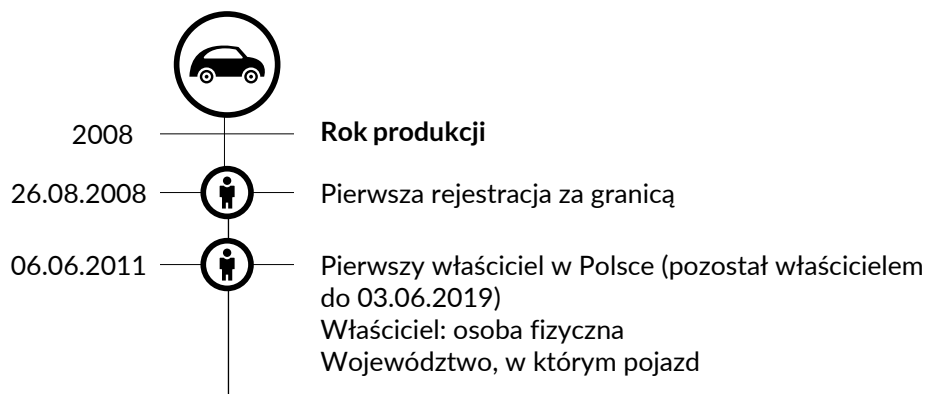 2008 Rok produkcji
26.08.2008 Pierwsza rejestracja za granicą
06.06.2011 Pierwszy właściciel w Polsce (pozostał właścicielem
do 03.06.2019)
Właściciel: osoba fizyczna
Województwo, w którym pojazd